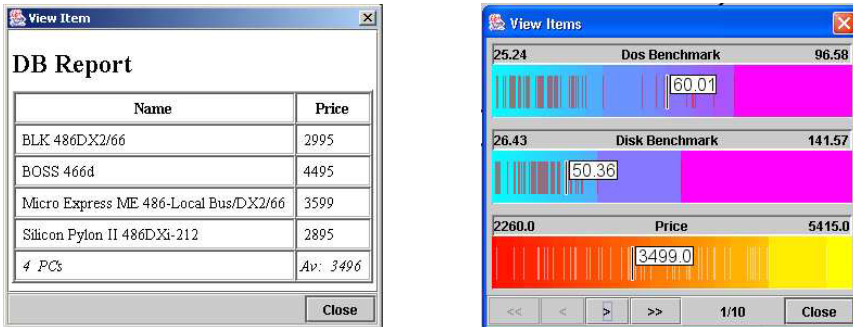 View Item
DB Report
Name Price
BLK 486DX2/66 2995
BOSS 466d 4495
Micro Express ME 486-Local Bus/DX2/66 3599
Silicon Pylon II 486DXi-212 2895
4 PCs Av: 3496
Close
View Items
25.24 Dos Benchmark 96.58
60.01
26.43 Disk Benchmark 141.57
50.36
2260.0 Price 5415.0
3499.0
<< < > >> 1/10 Close